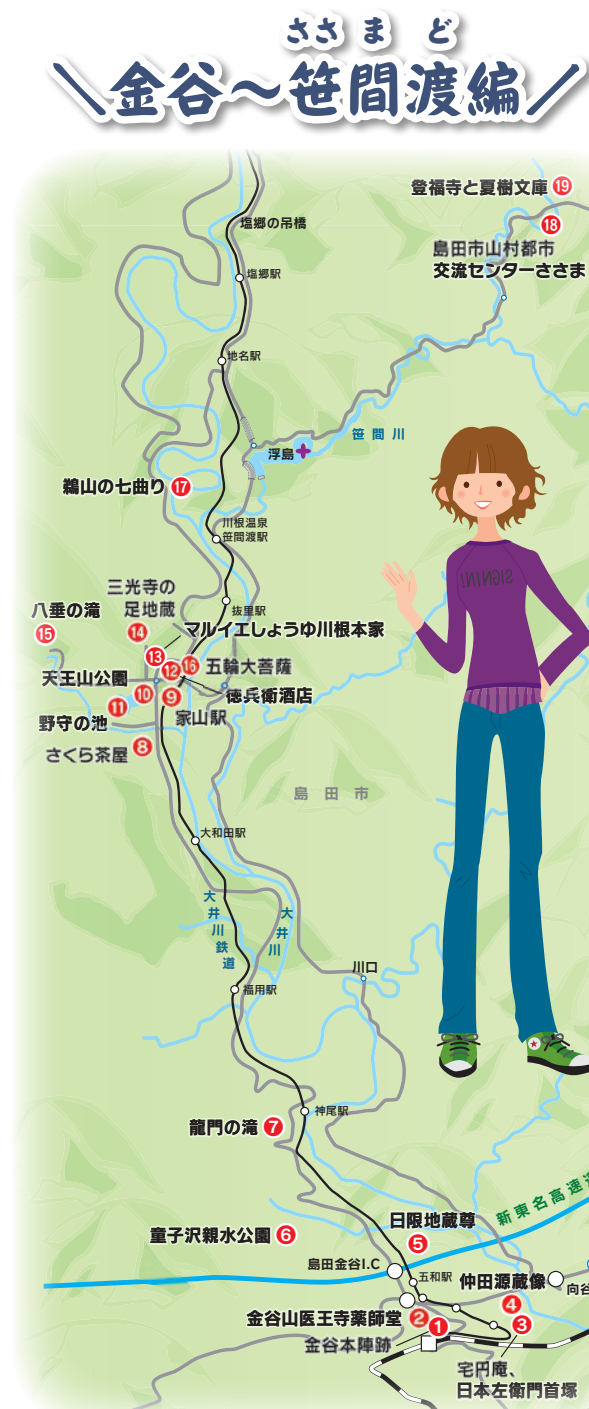 ささ ま ど
\金谷～笹間渡編/
登福寺と夏樹文庫 ⑲
⑱
島田市山村都市
交流センターささま
塩郷の吊橋
塩郷駅
地名駅
笹間川
浮島
鵜山の七曲り ⑰
川根温泉
笹間渡駅
SIGNIN!
三光寺の
足地蔵
⑭
抜里駅
八垂の滝
⑮
マルイエしょうゆ川根本家
⑬
⑫
⑯ 五輪大菩薩
天王山公園
⑩
⑨
徳兵衛酒店
⑪
家山駅
野守の池
さくら茶屋 ⑧
島田市
大和田駅
大井川鉄道
大井川
川口
福用駅
神尾駅
龍門の滝 ⑦
新東名高速道
日限地蔵尊
⑤
童子沢親水公園 ⑥
島田金谷I.C
五和駅
仲田源蔵像
④
向谷
金谷山医王寺薬師堂 ②
①
③
金谷本陣跡
宅円庵、
日本左衛門首塚